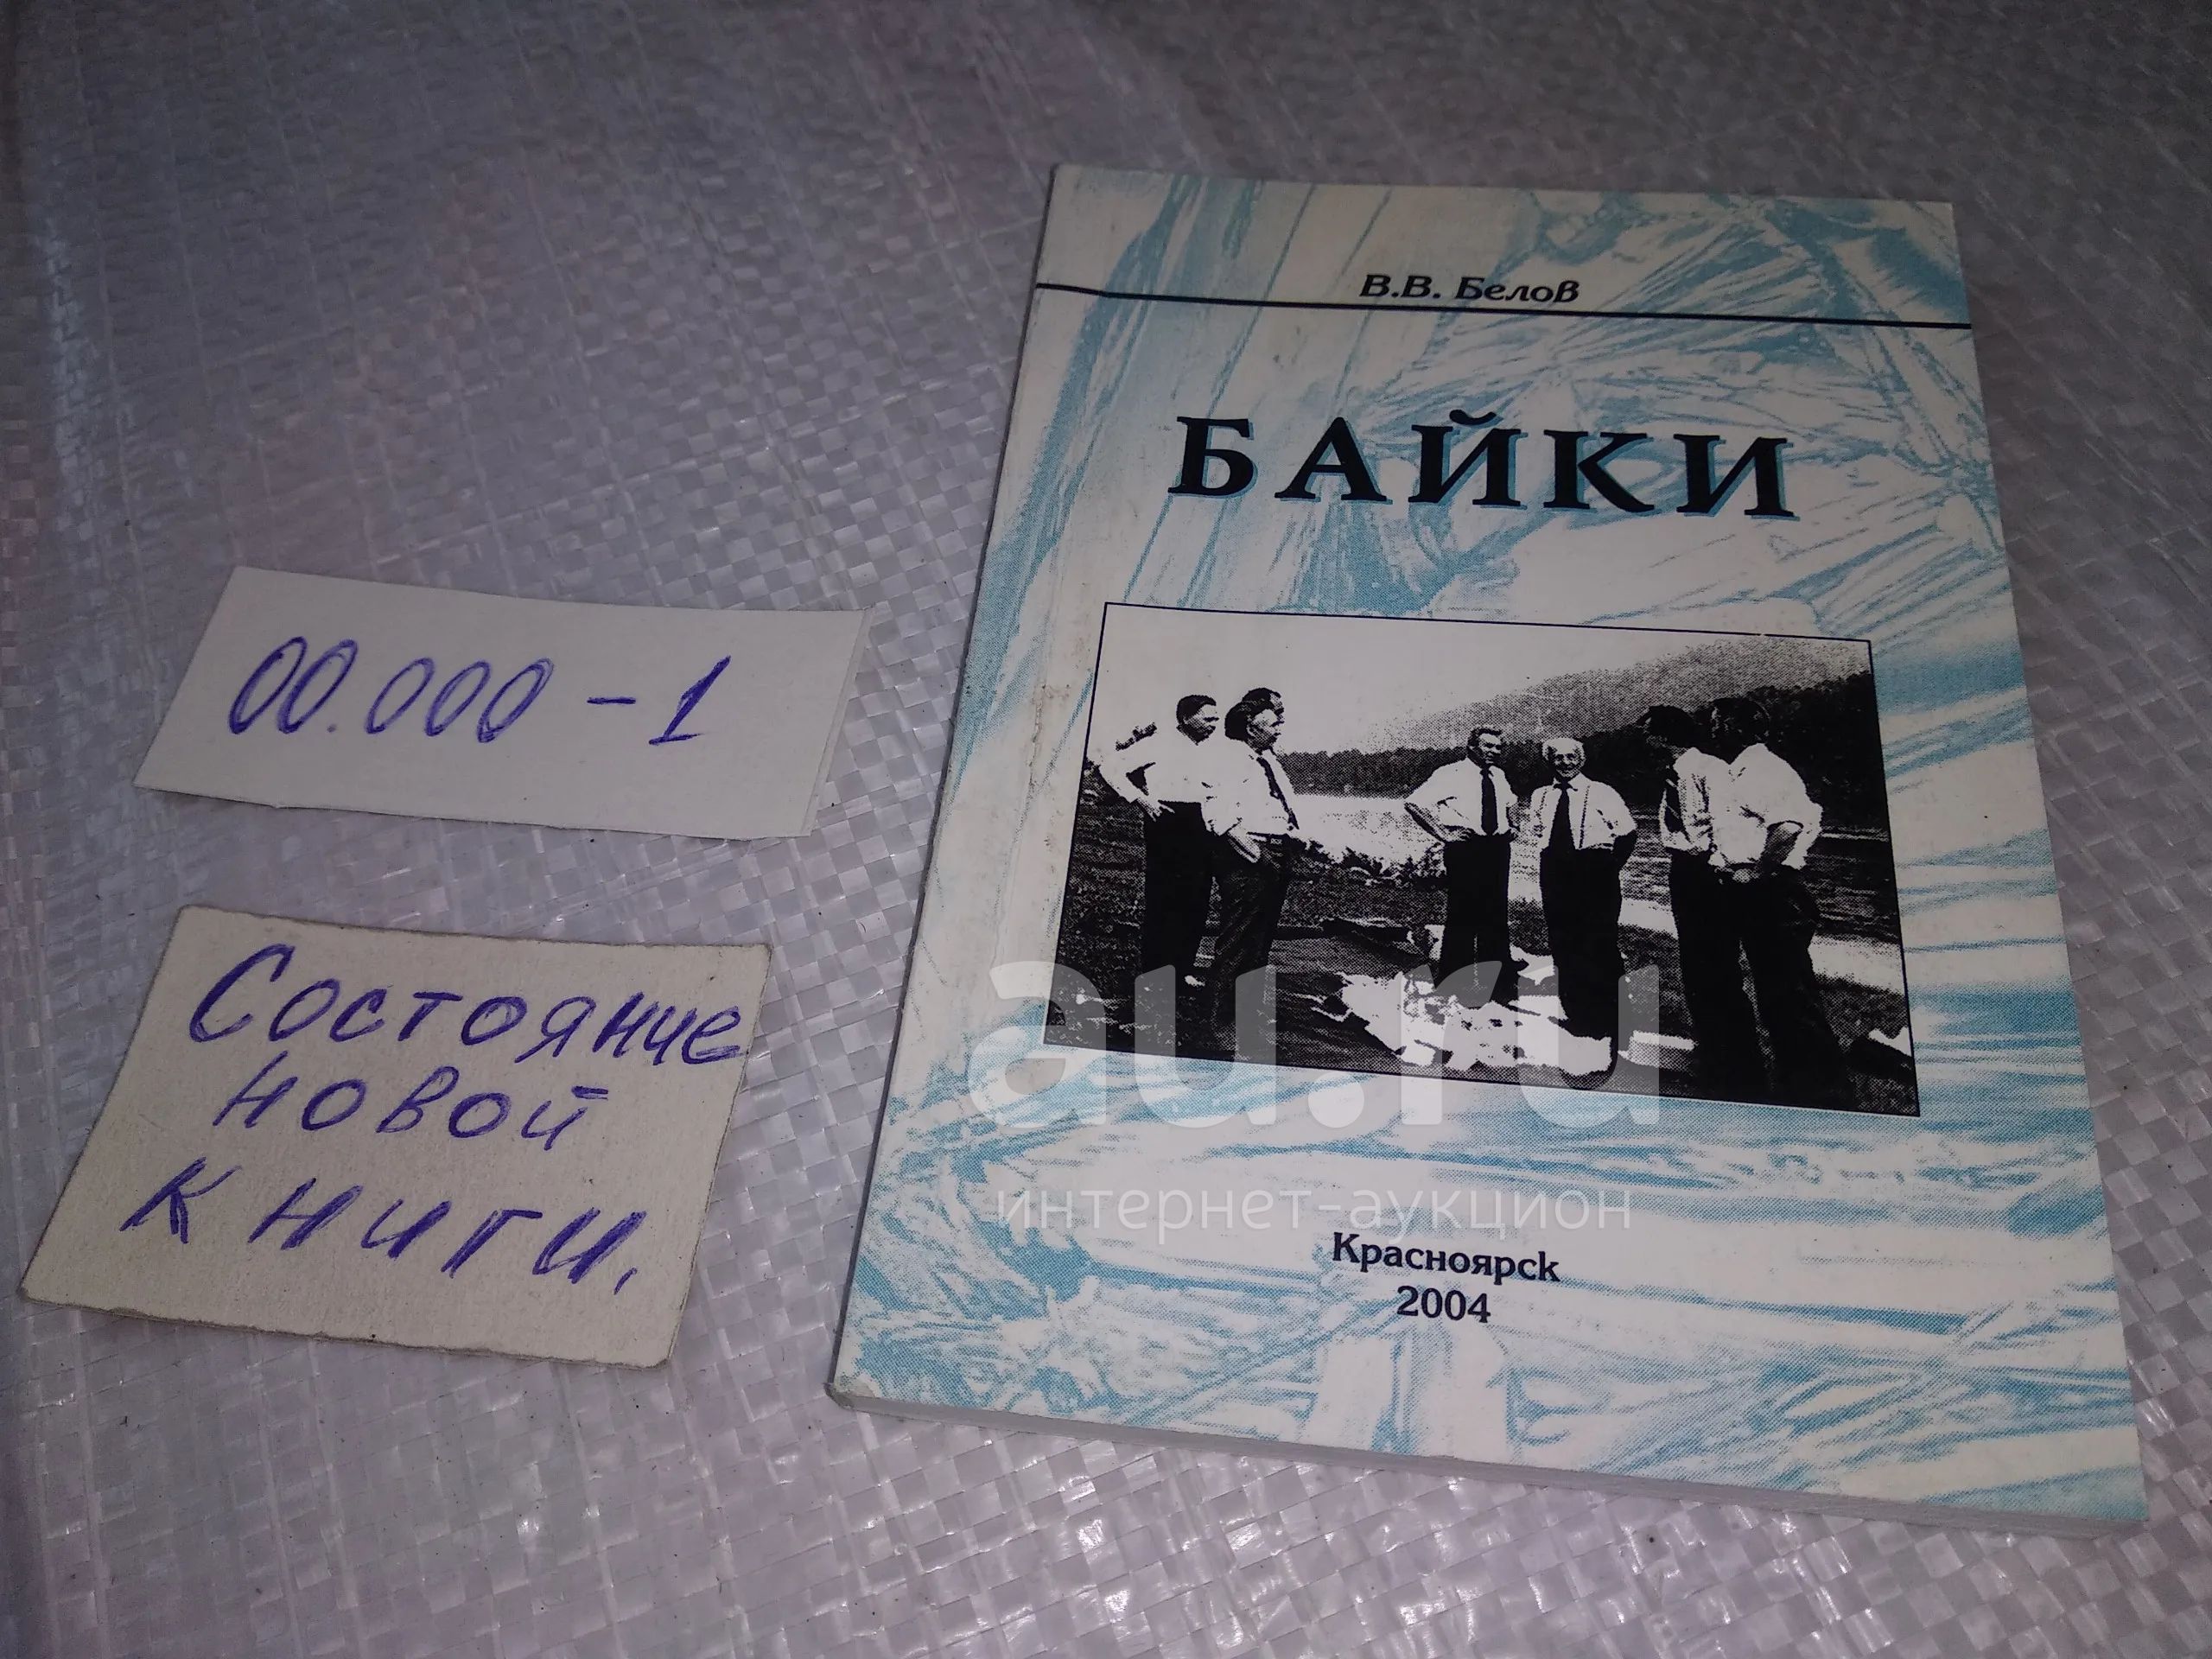 00.000 - 1
Состояние
новой
книги.
В.В. Белов
БАЙКИ
au.ru
интернет-аукцион
Красноярск
2004